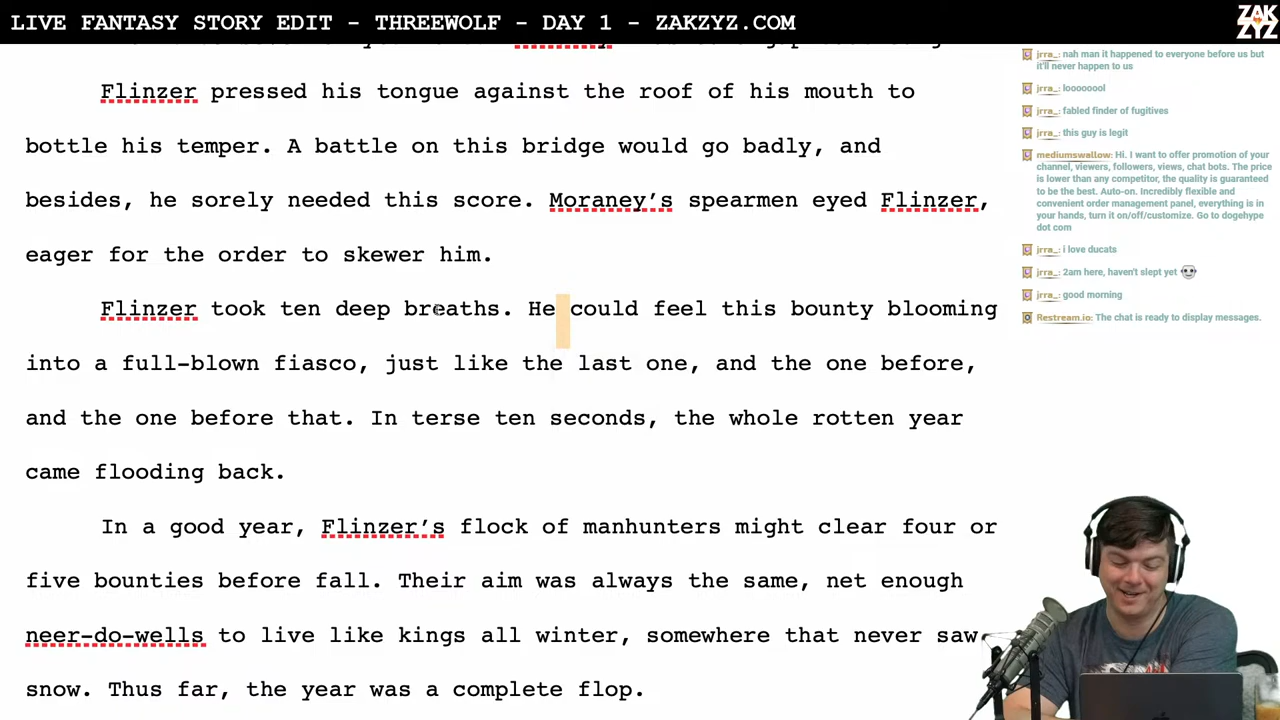 LIVE FANTASY STORY EDIT - THREEWOLF - DAY 1 - ZAKZYZ.COM
ZAK
ZYZ
Flinzer pressed his tongue against the roof of his mouth to
bottle his temper. A battle on this bridge would go badly, and
besides, he sorely needed this score. Moraney’s spearmen eyed Flinzer,
eager for the order to skewer him.
Flinzer took ten deep breaths. He could feel this bounty blooming
into a full-blown fiasco, just like the last one, and the one before,
and the one before that. In terse ten seconds, the whole rotten year
came flooding back.
In a good year, Flinzer’s flock of manhunters might clear four or
five bounties before fall. Their aim was always the same, net enough
neer-do-wells to live like kings all winter, somewhere that never saw
snow. Thus far, the year was a complete flop.
jrra_: nah man it happened to everyone before us but
it'll never happen to us
jrra_: loooooool
jrra_: fabled finder of fugitives
jrra_: this guy is legit
mediumswallow: Hi. I want to offer promotion of your
channel, viewers, followers, views, chat bots. The price
is lower than any competitor, the quality is guaranteed
to be the best. Auto-on. Incredibly flexible and
convenient order management panel, everything is in
your hands, turn it on/off/customize. Go to dogehype
dot com
jrra_: i love ducats
jrra_: 2am here, haven't slept yet
jrra_: good morning
Restream.io: The chat is ready to display messages.